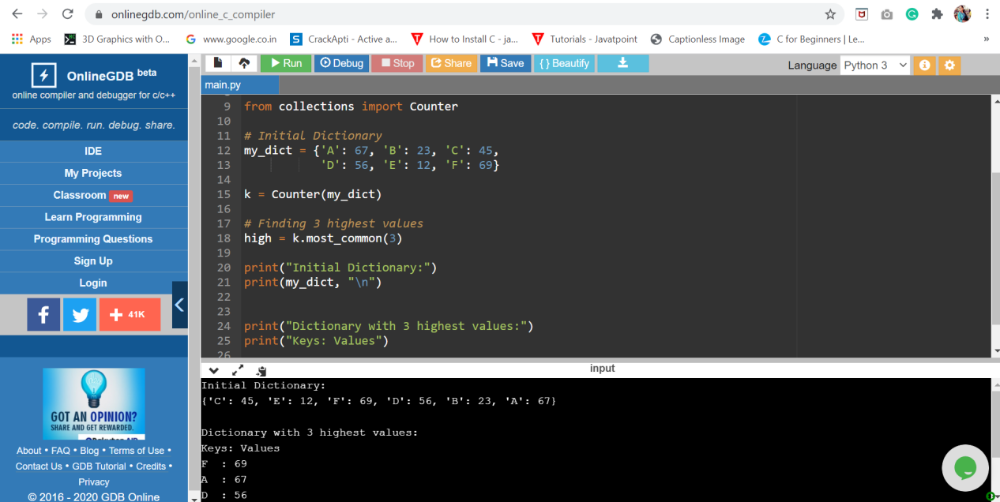 onlinegdb.com/online_c_compiler
Apps 3D Graphics with O... www.google.co.in CrackApti - Active a... How to Install C - ja... Tutorials - Javatpoint Captionless Image C for Beginners | Le... »
OnlineGDB beta
online compiler and debugger for c/c++
code. compile. run. debug. share.
IDE
My Projects
Classroom new
Learn Programming
Programming Questions
Sign Up
Login
41K
GOT AN OPINION?
SHARE AND GET REWARDED.
About • FAQ • Blog • Terms of Use •
Contact Us • GDB Tutorial • Credits •
Privacy
© 2016 - 2020 GDB Online
Run Debug Stop Share Save { } Beautify Language Python 3
main.py
9 from collections import Counter
10
11 # Initial Dictionary
12 my_dict = {'A': 67, 'B': 23, 'C': 45,
13 'D': 56, 'E': 12, 'F': 69}
14
15 k = Counter(my_dict)
16
17 # Finding 3 highest values
18 high = k.most_common(3)
19
20 print("Initial Dictionary:")
21 print(my_dict, "\n")
22
23
24 print("Dictionary with 3 highest values:")
25 print("Keys: Values")
26
input
Initial Dictionary:
{'C': 45, 'E': 12, 'F': 69, 'D': 56, 'B': 23, 'A': 67}
Dictionary with 3 highest values:
Keys: Values
F : 69
A : 67
D : 56